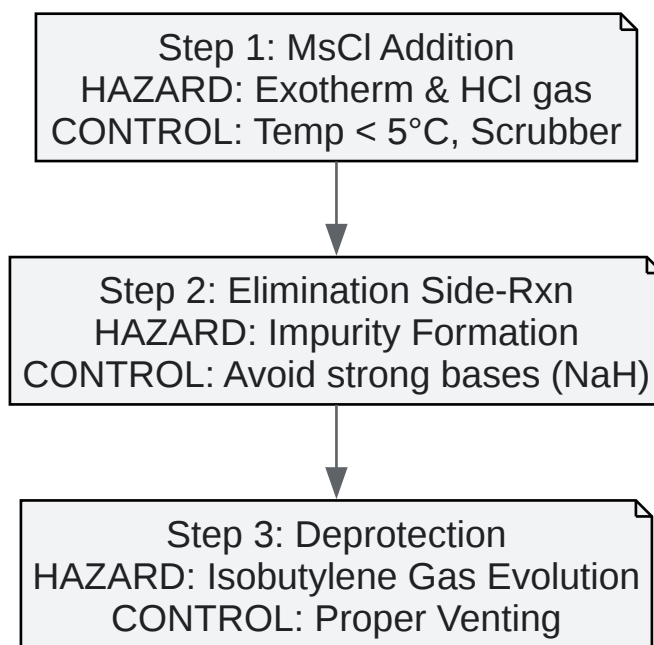 Step 1: MsCl Addition
HAZARD: Exotherm & HCl gas
CONTROL: Temp < 5°C, Scrubber
Step 2: Elimination Side-Rxn
HAZARD: Impurity Formation
CONTROL: Avoid strong bases (NaH)
Step 3: Deprotection
HAZARD: Isobutylene Gas Evolution
CONTROL: Proper Venting